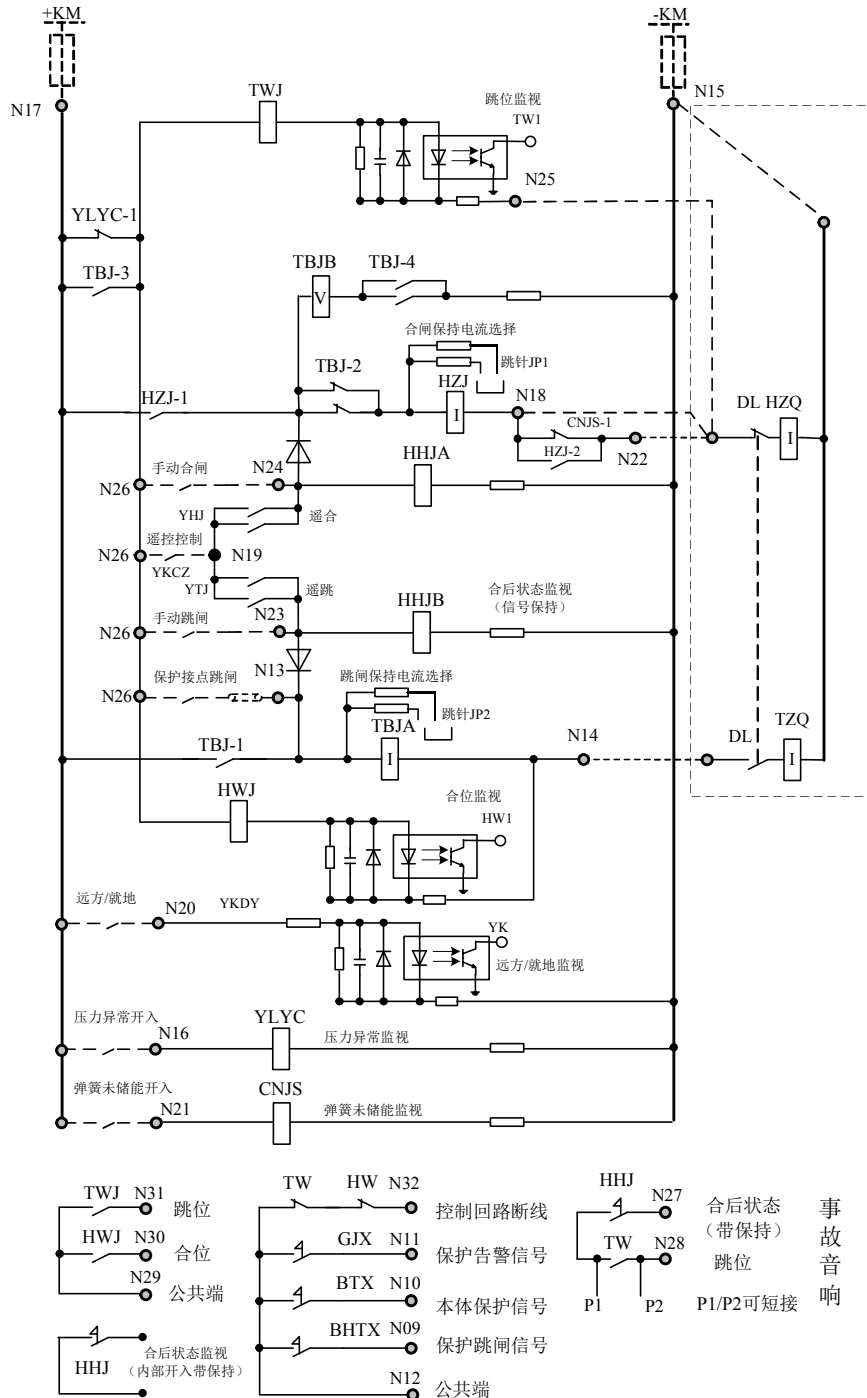 +KM
-KM
N17
TWJ
跳位监视
TW1
N15
N25
YLYC-1
TBJ-3
TBJB
TBJ-4
V
合闸保持电流选择
跳针JP1
TBJ-2
HZJ
HZJ-1
I
N18
CNJS-1
HZJ-2
N22
DL HZQ
I
手动合闸
N24
HHJA
N26
YHJ
遥合
遥控控制
N26
N19
YKCZ
YTJ
遥跳
手动跳闸
N23
HHJB
合后状态监视
（信号保持）
N26
N13
保护接点跳闸
N26
跳闸保持电流选择
跳针JP2
TBJA
TBJ-1
I
N14
DL
TZQ
I
HWJ
合位监视
HW1
远方/就地
N20
YKDY
YK
远方/就地监视
压力异常开入
N16
YLYC
压力异常监视
弹簧未储能开入
N21
CNJS
弹簧未储能监视
TWJ
N31
跳位
HWJ
N30
合位
N29
公共端
HHJ
合后状态监视
（内部开入带保持）
TW
HW
N32
控制回路断线
GJX
N11
保护告警信号
BTX
N10
本体保护信号
BHTX
N09
保护跳闸信号
N12
公共端
HHJ
N27
合后状态
（带保持）
TW
N28
跳位
P1
P2
P1/P2可短接
事故音响